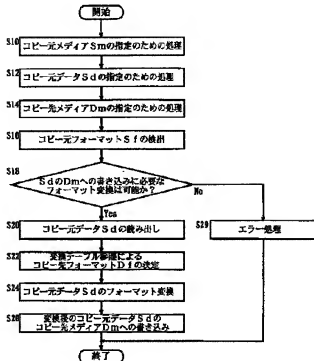 開始
S10
コピー元メディアSmの指定のための処理
S12
コピー元データSdの指定のための処理
S14
コピー先メディアDmの指定のための処理
S16
コピー元フォーマットSfの検出
S18
SdのDmへの書き込みに必要な
フォーマット変換は可能か?
No
Yes
S20
コピー元データSdの読み出し
S29
エラー処理
S22
変換テーブル参照による
コピー先フォーマットDfの決定
S24
コピー元データSdのフォーマット変換
S26
変換後のコピー元データSdの
コピー先メディアDmへの書き込み
終了